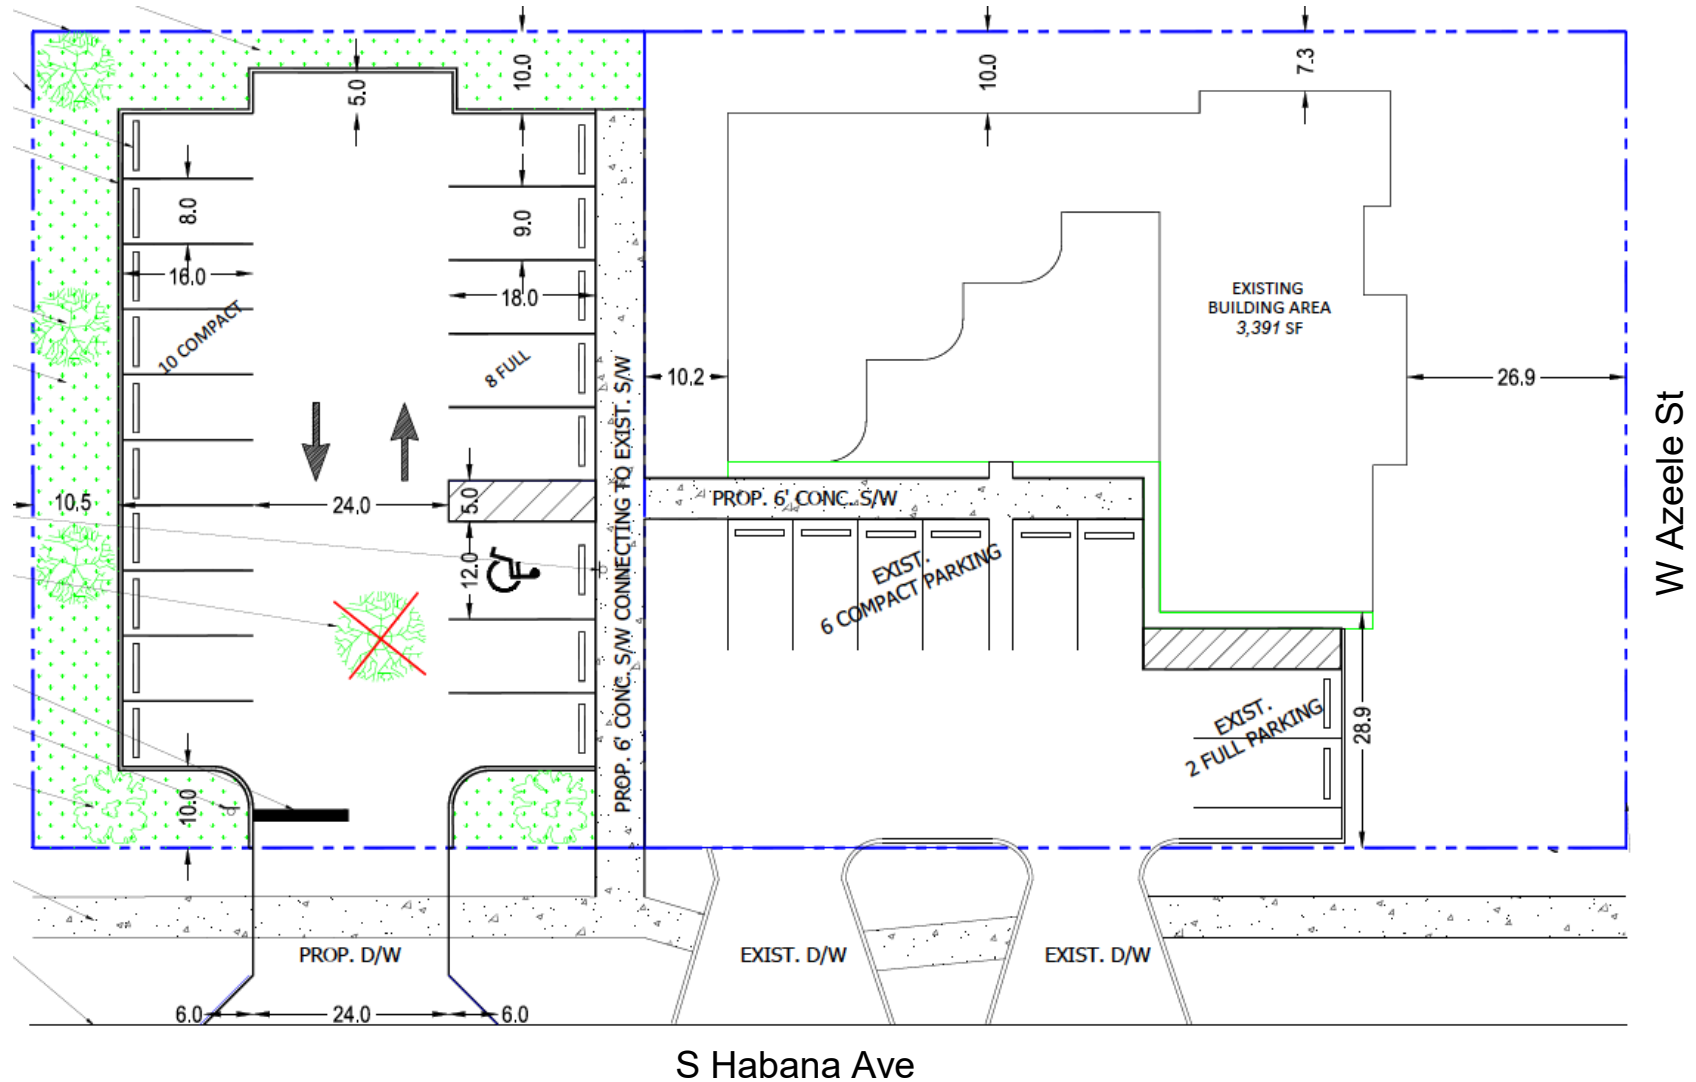 10.0
10.0
7.3
5.0
8.0
9.0
16.0
18.0
10 COMPACT
8 FULL
EXISTING
BUILDING AREA
3,391 SF
10.2
26.9
W Azeele St
PROP. 6' CONC. S/W CONNECTING TO EXIST. S/W
10.5
24.0
5.0
PROP. 6' CONC. S/W
12.0
EXIST.
6 COMPACT PARKING
EXIST.
2 FULL PARKING
28.9
10.0
PROP. D/W
EXIST. D/W
EXIST. D/W
6.0
24.0
6.0
S Habana Ave